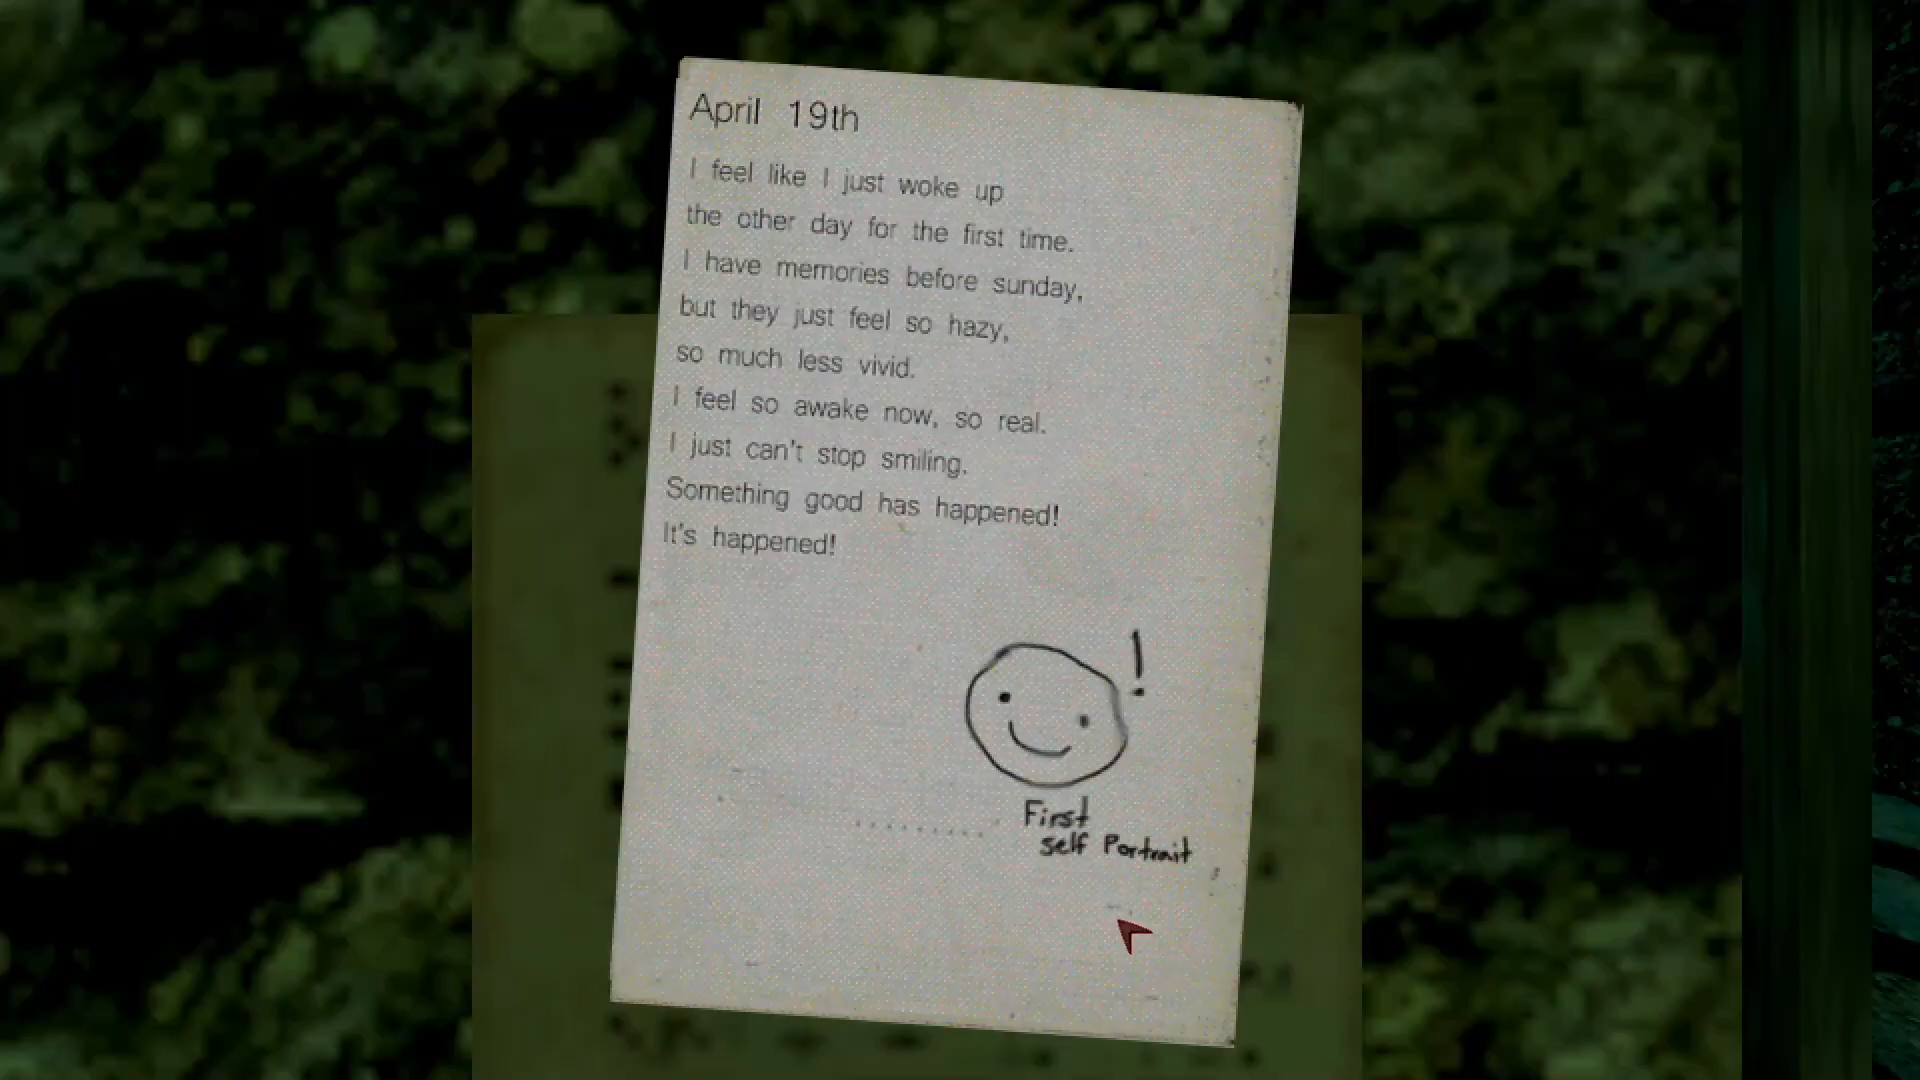 April 19th
I feel like I just woke up
the other day for the first time.
I have memories before sunday,
but they just feel so hazy,
so much less vivid.
I feel so awake now, so real.
I just can't stop smiling.
Something good has happened!
It's happened!
!
First
self Portrait